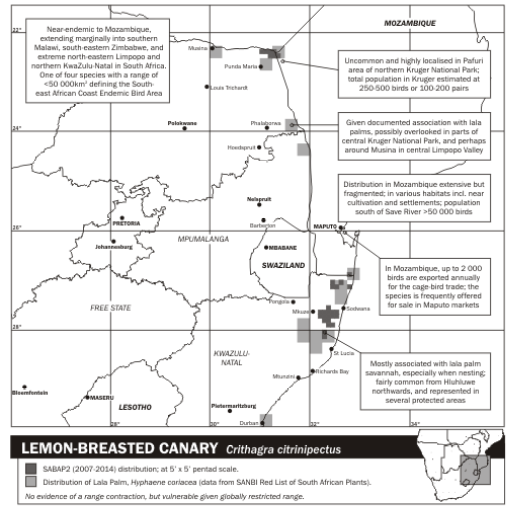 22°
MOZAMBIQUE
Near-endemic to Mozambique,
extending marginally into southern
Malawi, south-eastern Zimbabwe, and
extreme north-eastern Limpopo and
northern KwaZulu-Natal in South Africa.
One of four species with a range of
<50 000km² defining the South-
east African Coast Endemic Bird Area
Musina
Punda Maria
Louis Trichardt
Uncommon and highly localised in Pafuri
area of northern Kruger National Park;
total population in Kruger estimated at
250-500 birds or 100-200 pairs
24°
Polokwane
Phalaborwa
Hoedspruit
Given documented association with lala
palms, possibly overlooked in parts of
central Kruger National Park, and perhaps
around Musina in central Limpopo Valley
Distribution in Mozambique extensive but
fragmented; in various habitats incl. near
cultivation and settlements; population
south of Save River >50 000 birds
Nelspruit
Barberton
PRETORIA
Johannesburg
MPUMALANGA
MBABANE
SWAZILAND
MAPUTO
26°
In Mozambique, up to 2 000
birds are exported annually
for the cage-bird trade; the
species is frequently offered
for sale in Maputo markets
FREE STATE
Pongola
Mkuze
Sodwana
28°
KWAZULU-
NATAL
St Lucia
Mtunzini
Richards Bay
Mostly associated with lala palm
savannah, especially when nesting;
fairly common from Hluhluwe
northwards, and represented in
several protected areas
Bloemfontein
MASERU
LESOTHO
Pietermaritzburg
Durban
28°
30°
32°
34°
LEMON-BREASTED CANARY Crithagra citrinipectus
SABAP2 (2007-2014) distribution; at 5' x 5' pentad scale.
Distribution of Lala Palm, Hyphaene coriacea (data from SANBI Red List of South African Plants).
No evidence of a range contraction, but vulnerable given globally restricted range.